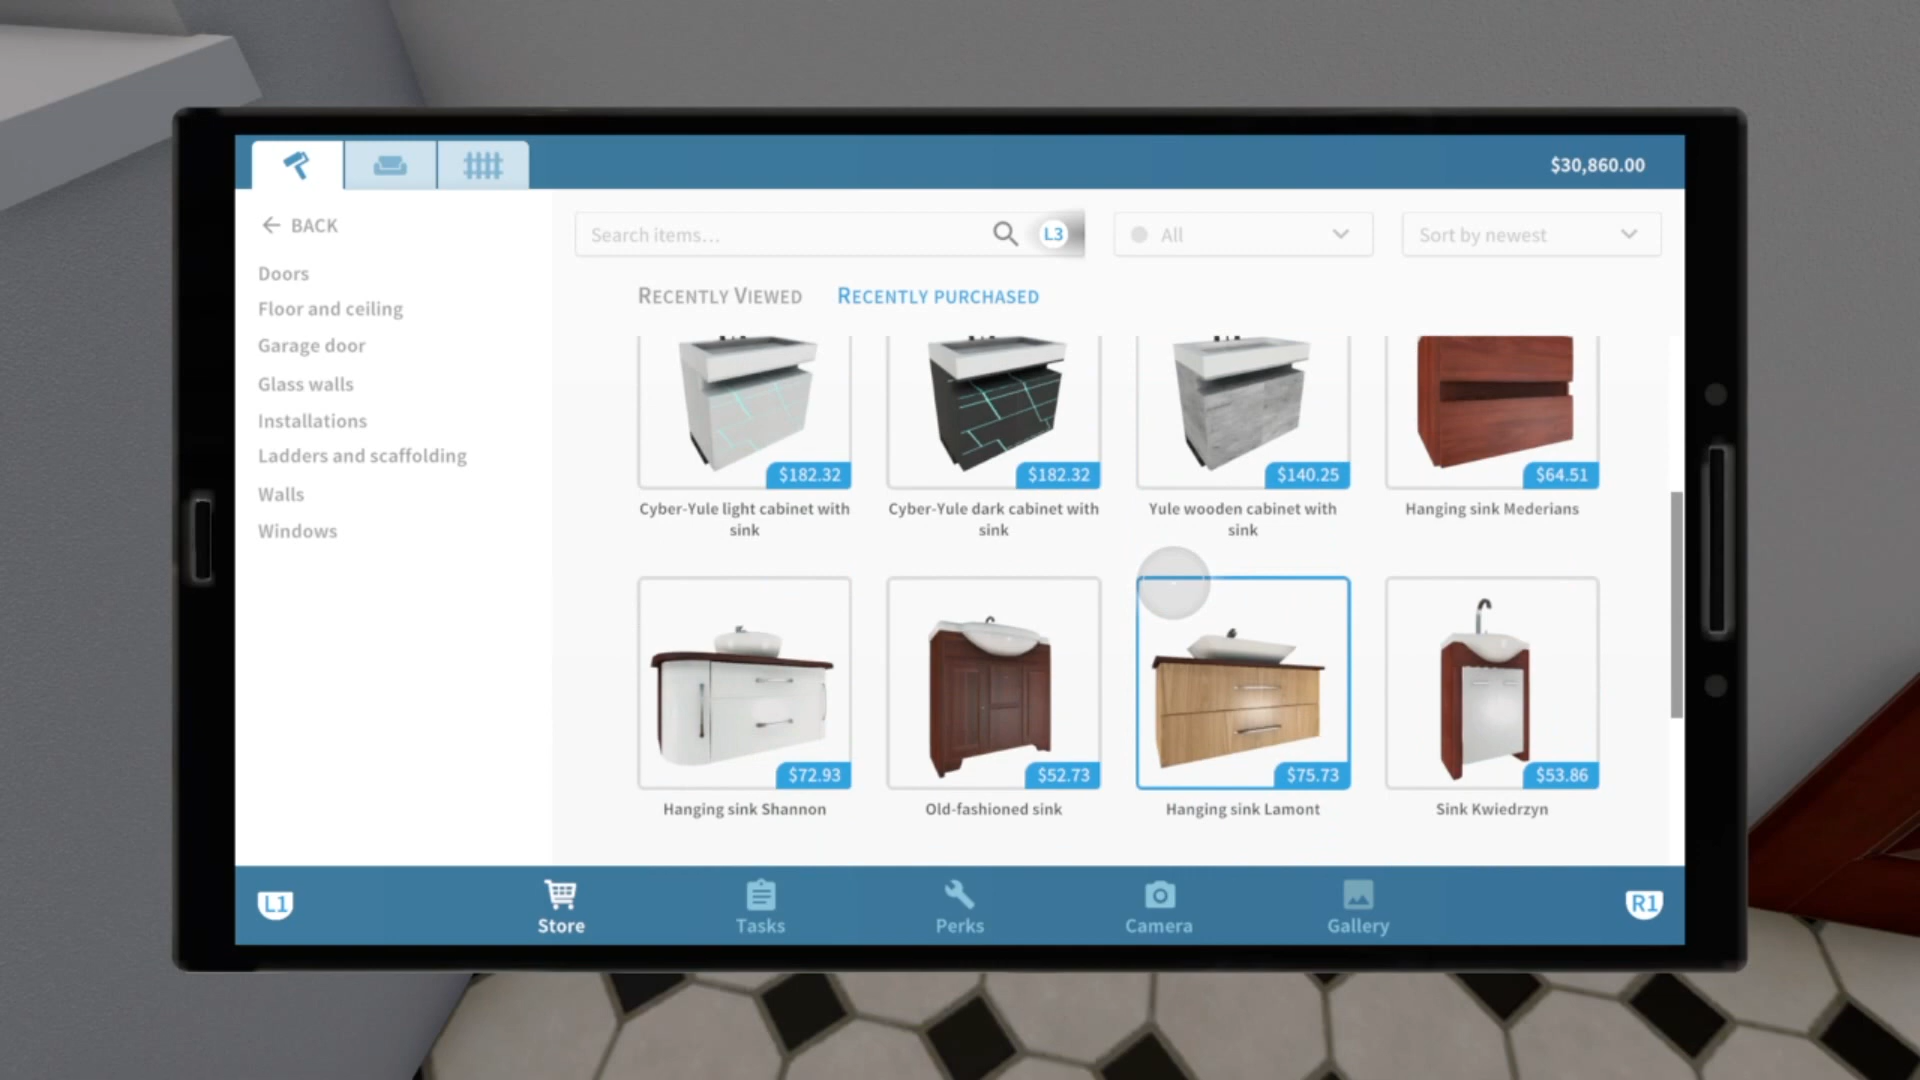 $30,860.00
BACK
Search items...
L3
All
Sort by newest
Doors
Floor and ceiling
Garage door
Glass walls
Installations
Ladders and scaffolding
Walls
Windows
RECENTLY VIEWED
RECENTLY PURCHASED
$182.32
$182.32
$140.25
$64.51
Cyber-Yule light cabinet with
sink
Cyber-Yule dark cabinet with
sink
Yule wooden cabinet with
sink
Hanging sink Mederians
$72.93
$52.73
$75.73
$53.86
Hanging sink Shannon
Old-fashioned sink
Hanging sink Lamont
Sink Kwiedrzyn
L1
Store
Tasks
Perks
Camera
Gallery
R1